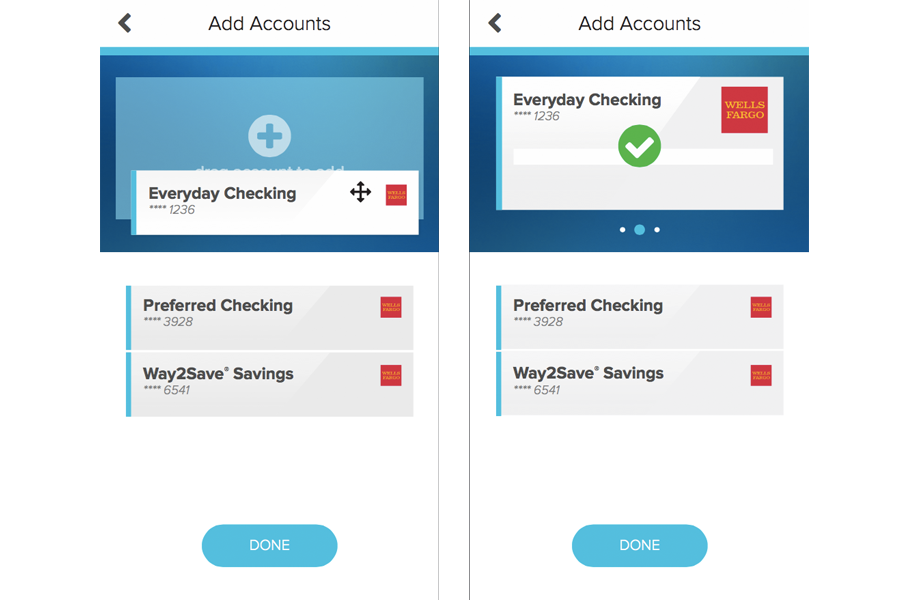 Add Accounts
drag account to add
Everyday Checking
**** 1236
WELLS
FARGO
Preferred Checking
**** 3928
WELLS
FARGO
Way2Save® Savings
**** 6541
WELLS
FARGO
DONE
Add Accounts
Everyday Checking
**** 1236
WELLS
FARGO
Preferred Checking
**** 3928
WELLS
FARGO
Way2Save® Savings
**** 6541
WELLS
FARGO
DONE